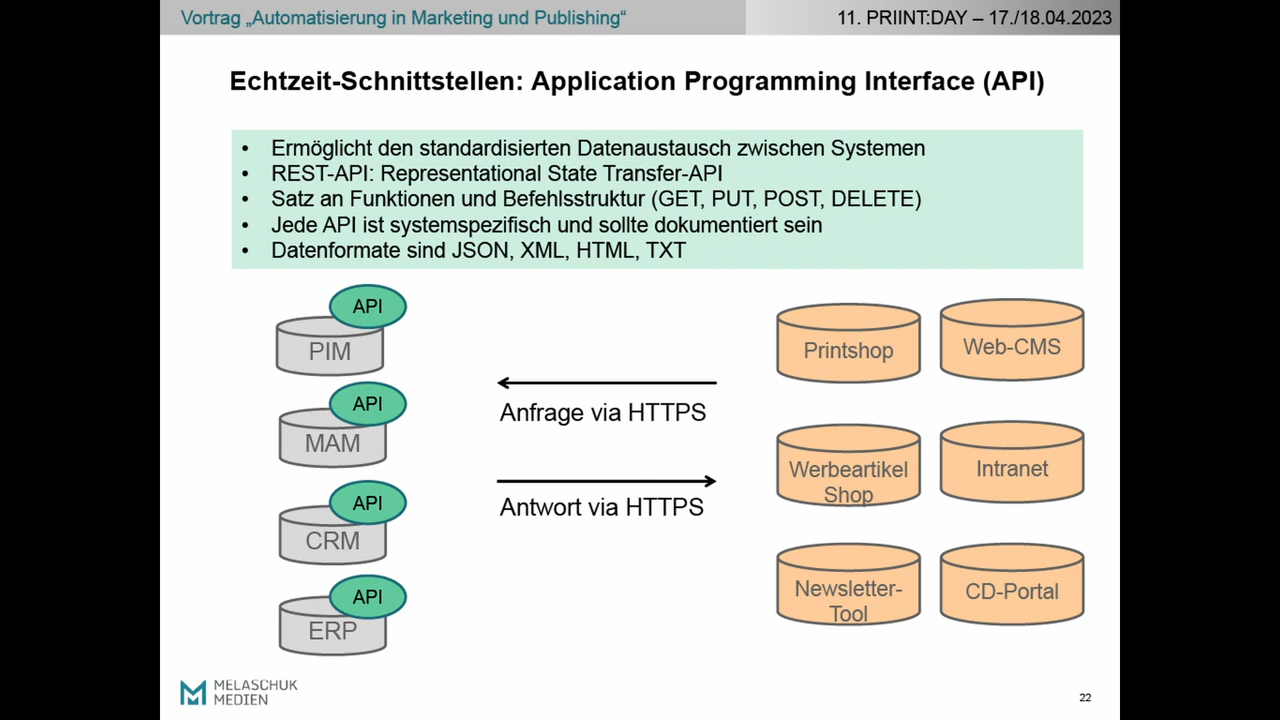 Vortrag „Automatisierung in Marketing und Publishing“
11. PRIINT:DAY – 17./18.04.2023
Echtzeit-Schnittstellen: Application Programming Interface (API)
• Ermöglicht den standardisierten Datenaustausch zwischen Systemen
• REST-API: Representational State Transfer-API
• Satz an Funktionen und Befehlsstruktur (GET, PUT, POST, DELETE)
• Jede API ist systemspezifisch und sollte dokumentiert sein
• Datenformate sind JSON, XML, HTML, TXT
API
PIM
API
MAM
API
CRM
API
ERP
Anfrage via HTTPS
Antwort via HTTPS
Printshop
Web-CMS
Werbeartikel
Shop
Intranet
Newsletter-
Tool
CD-Portal
MELASCHUK
MEDIEN
22